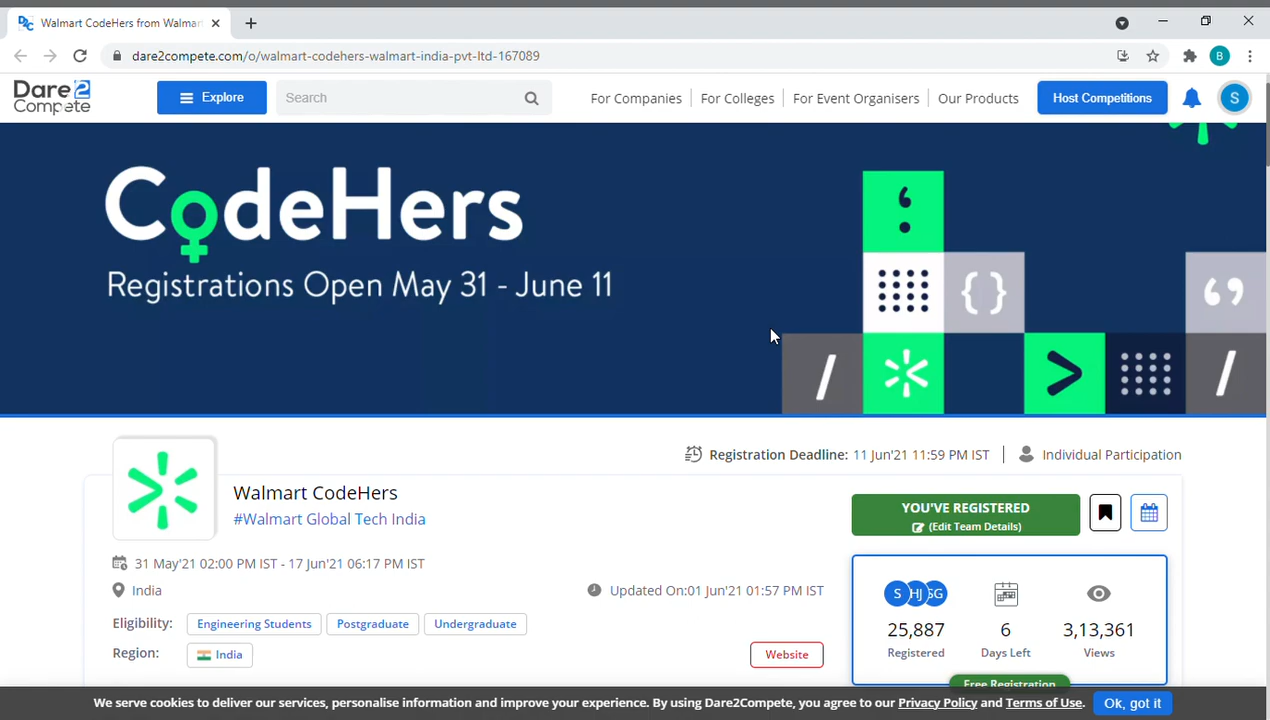 Walmart CodeHers from Walmar
dare2compete.com/o/walmart-codehers-walmart-india-pvt-ltd-167089
B
Dare2
Compete
Explore
Search
For Companies
For Colleges
For Event Organisers
Our Products
Host Competitions
S
CodeHers
Registrations Open May 31 - June 11
Registration Deadline: 11 Jun'21 11:59 PM IST
Individual Participation
Walmart CodeHers
#Walmart Global Tech India
YOU'VE REGISTERED
(Edit Team Details)
31 May'21 02:00 PM IST - 17 Jun'21 06:17 PM IST
India
Updated On:01 Jun'21 01:57 PM IST
S HJ SG
25,887
6
3,13,361
Registered
Days Left
Views
Eligibility:
Engineering Students
Postgraduate
Undergraduate
Region:
India
Website
Free Registration
We serve cookies to deliver our services, personalise information and improve your experience. By using Dare2Compete, you agree to our Privacy Policy and Terms of Use.
Ok, got it